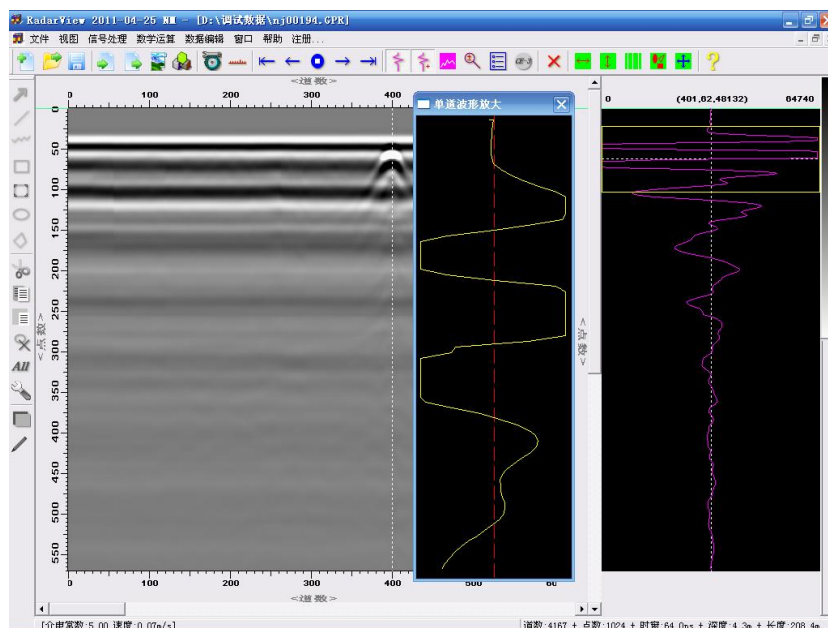 RadarView 2011-04-25 NM - [D:\调试数据\nj00194.GPK]
文件 视图 信号处理 数学运算 数据编辑 窗口 帮助 注册...
<道数>
0 100 200 300 400
单道波形放大
0 (401,62,48132) 64740
0
50
100
150
200
250
300
350
400
450
500
550
<点数>
<点数>
All
0 100 200 300 400 500
<道数>
[介电常数:5.00 速度:0.07m/s]
道数:4167 + 点数:1024 + 时窗:64.0ns + 深度:4.3m + 长度:208.4m